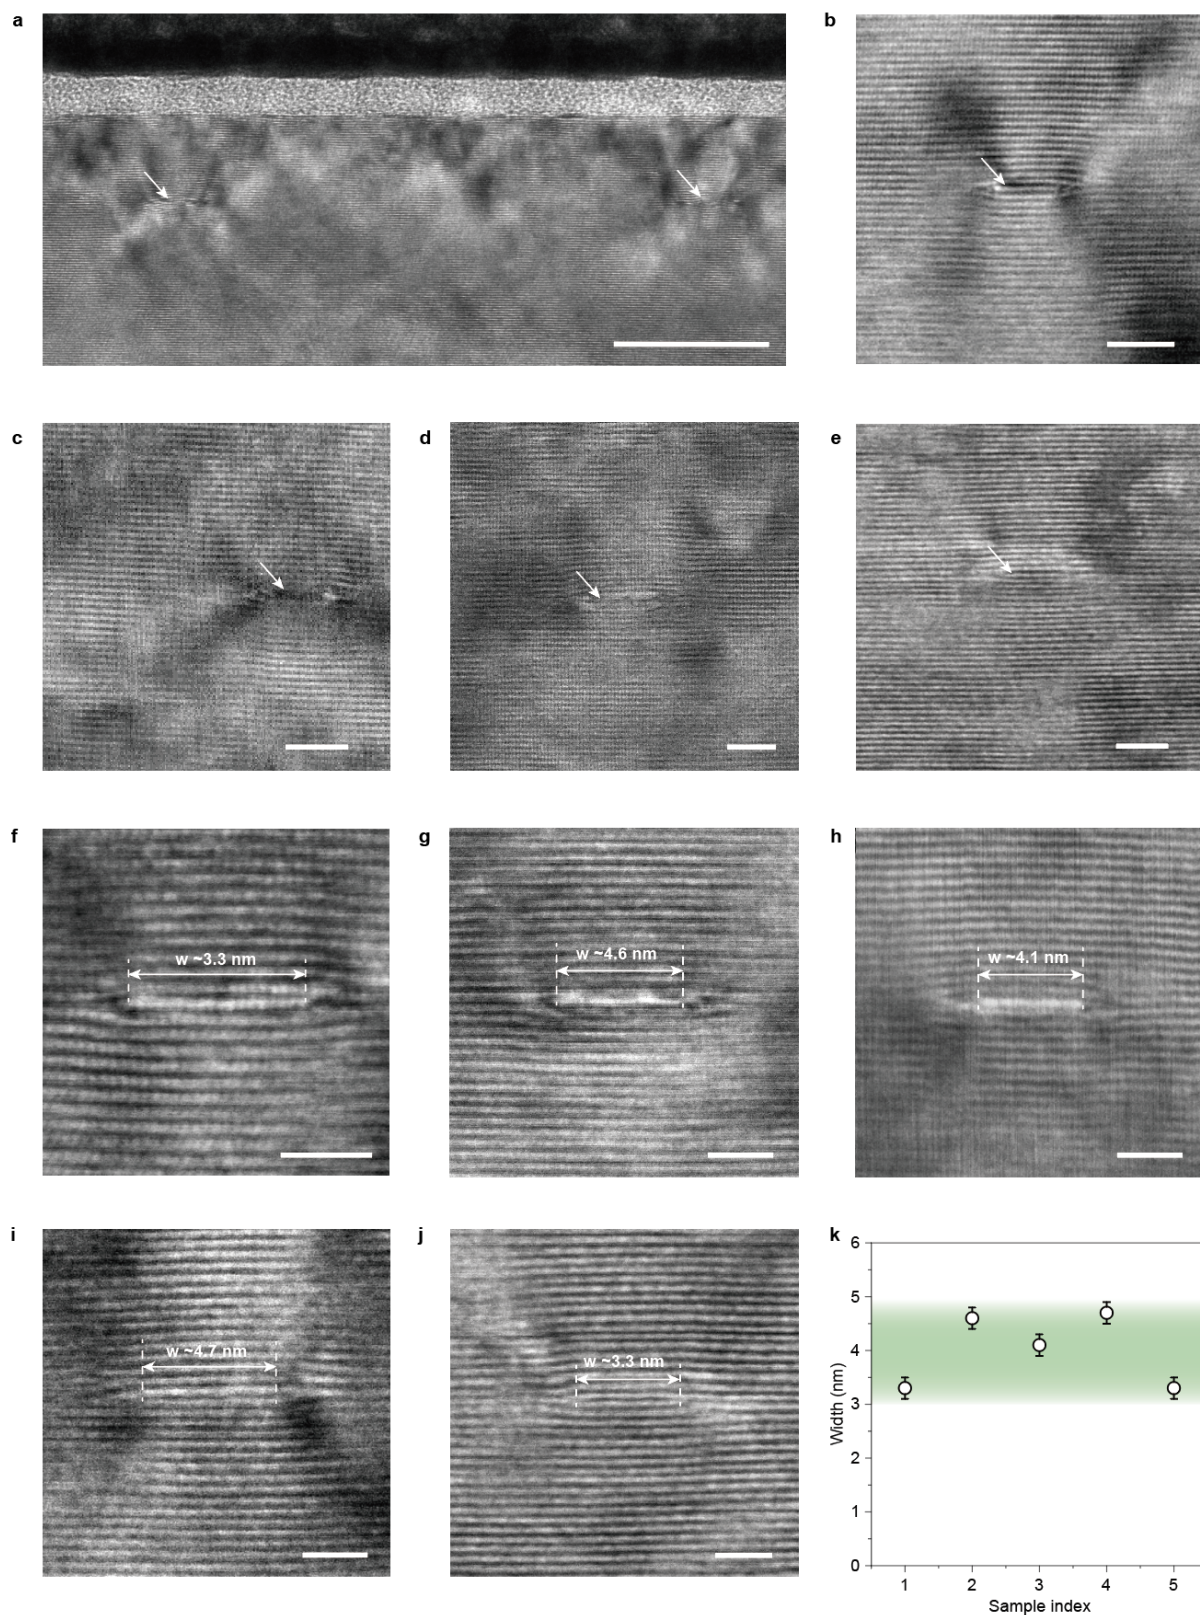 a
b
c
d
e
f
w ~3.3 nm
g
w ~4.6 nm
h
w ~4.1 nm
i
w ~4.7 nm
j
w ~3.3 nm
k
6
5
4
3
2
1
0
Width (nm)
1 2 3 4 5
Sample index